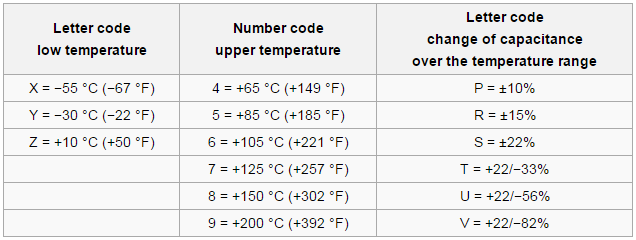 Letter code
low temperature
Number code
upper temperature
Letter code
change of capacitance
over the temperature range
X = −55 °C (−67 °F) 4 = +65 °C (+149 °F) P = ±10%
Y = −30 °C (−22 °F) 5 = +85 °C (+185 °F) R = ±15%
Z = +10 °C (+50 °F) 6 = +105 °C (+221 °F) S = ±22%
7 = +125 °C (+257 °F) T = +22/−33%
8 = +150 °C (+302 °F) U = +22/−56%
9 = +200 °C (+392 °F) V = +22/−82%